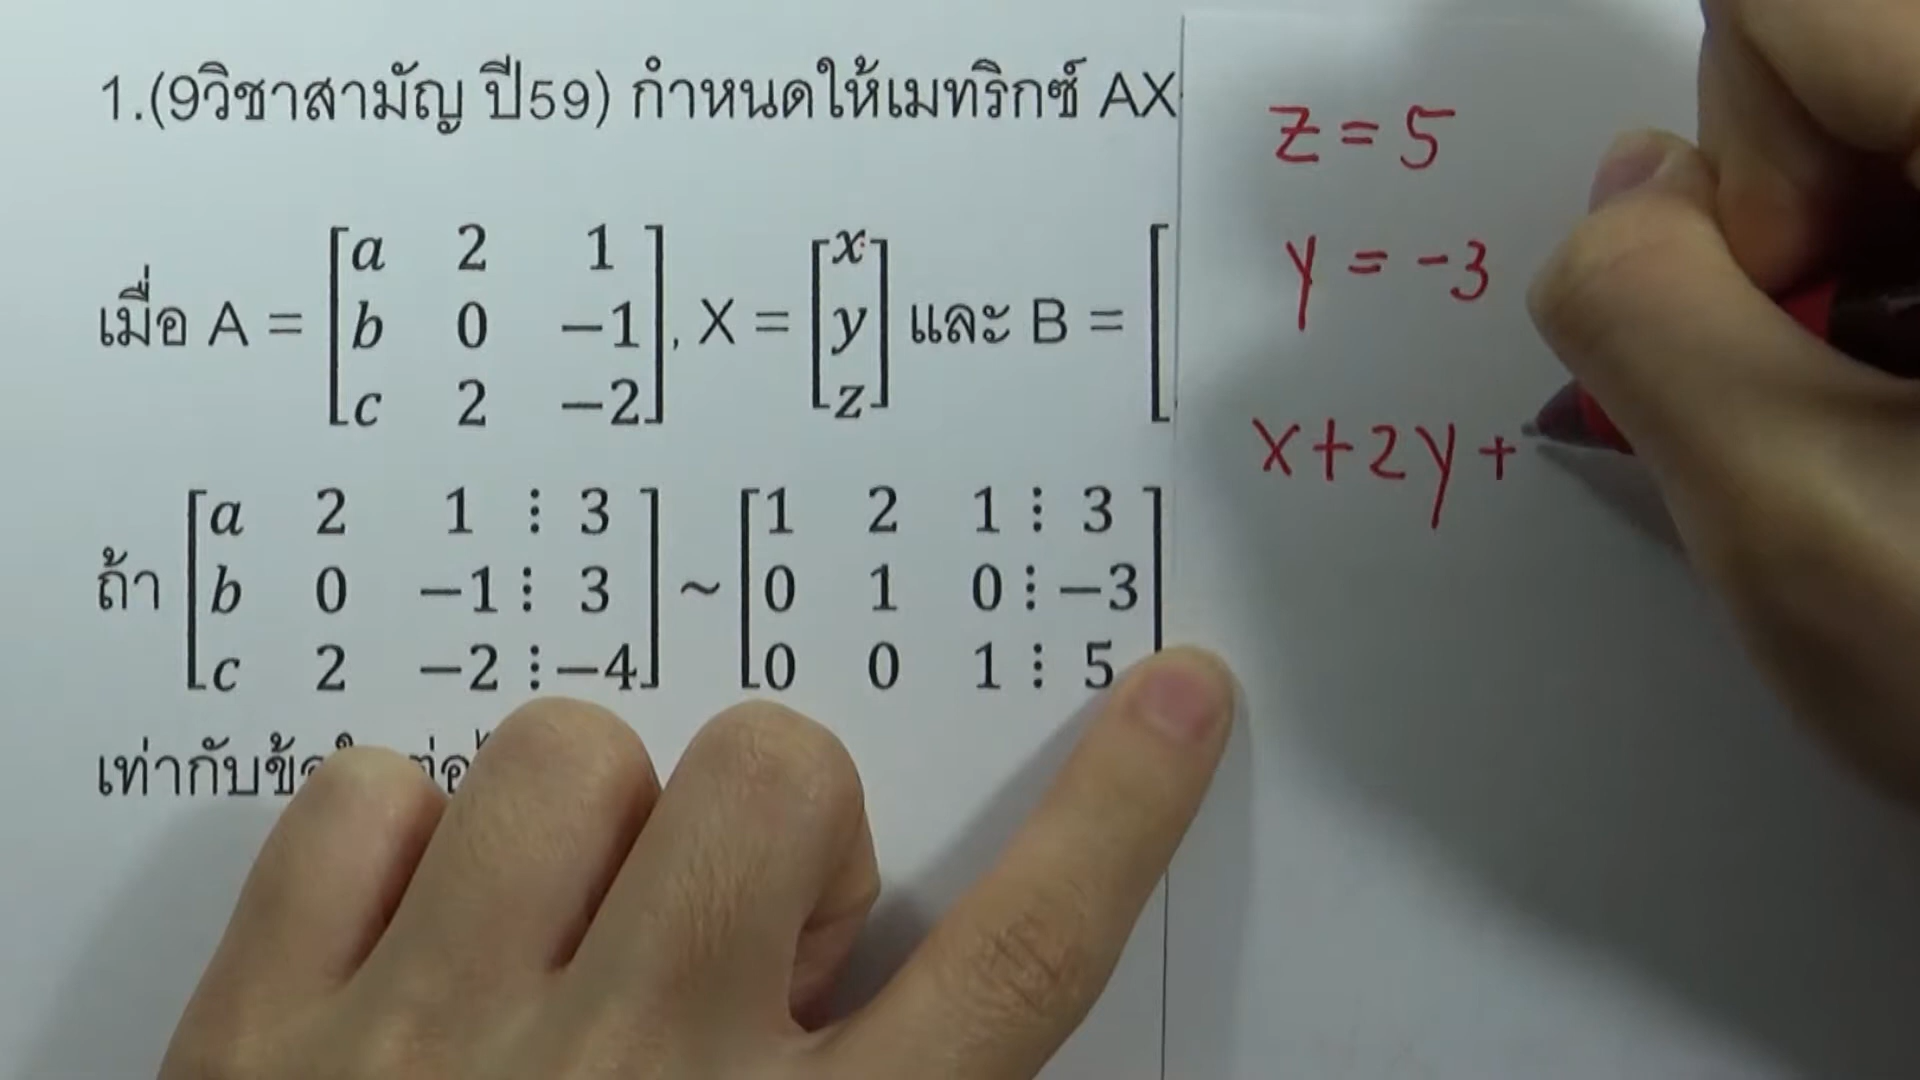 1.(9วิชาสามัญ ปี59) กำหนดให้เมทริกซ์ AX
เมื่อ A = [a 2 1
b 0 −1
c 2 −2], X = [x
y
z] และ B = [
ถ้า [a 2 1 ⋮ 3
b 0 −1 ⋮ 3
c 2 −2 ⋮ −4] ~ [1 2 1 ⋮ 3
0 1 0 ⋮ −3
0 0 1 ⋮ 5
เท่ากับ
z = 5
y = -3
x+2y+